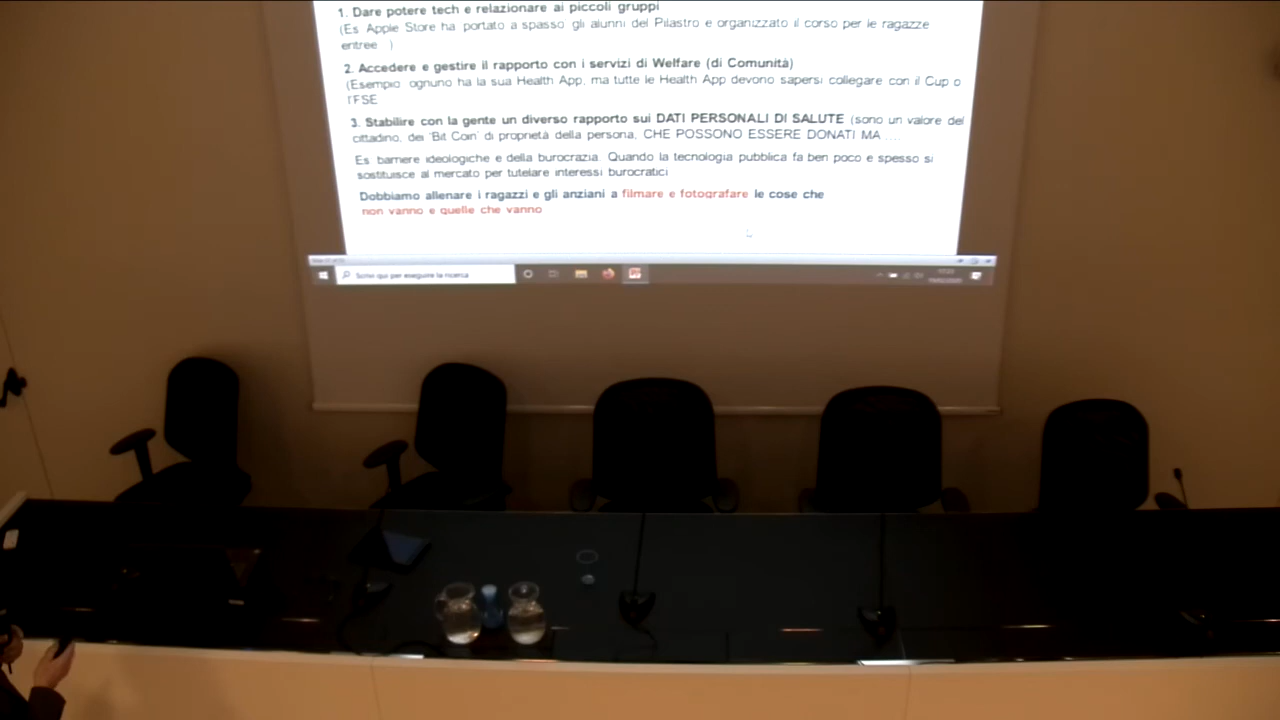 1. Dare potere tech e relazionare ai piccoli gruppi
(Es Apple Store ha portato a spasso gli alunni del Pilastro e organizzato il corso per le ragazze
entree )
2. Accedere e gestire il rapporto con i servizi di Welfare (di Comunità)
(Esempio ognuno ha la sua Health App, ma tutte le Health App devono sapersi collegare con il Cup o
l'FSE
3. Stabilire con la gente un diverso rapporto sui DATI PERSONALI DI SALUTE (sono un valore del
cittadino, dei 'Bit Coin' di proprietà della persona, CHE POSSONO ESSERE DONATI MA ....
Es barriere ideologiche e della burocrazia. Quando la tecnologia pubblica fa ben poco e spesso si
sostituisce al mercato per tutelare interessi burocratici
Dobbiamo allenare i ragazzi e gli anziani a filmare e fotografare le cose che
non vanno e quelle che vanno
Scrivi qui per eseguire la ricerca